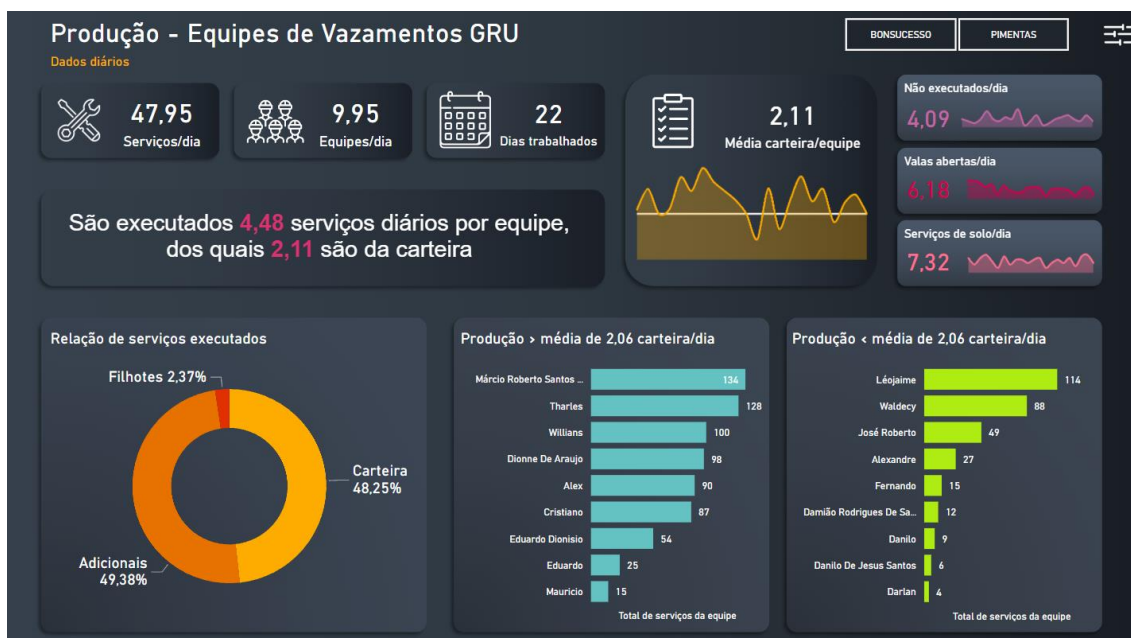 Produção - Equipes de Vazamentos GRU
Dados diários
BONSUCESSO
PIMENTAS
47,95
Serviços/dia
9,95
Equipes/dia
22
Dias trabalhados
2,11
Média carteira/equipe
Não executados/dia
4,09
Valas abertas/dia
6,18
Serviços de solo/dia
7,32
São executados 4,48 serviços diários por equipe,
dos quais 2,11 são da carteira
Relação de serviços executados
Filhotes 2,37%
Carteira
48,25%
Adicionais
49,38%
Produção > média de 2,06 carteira/dia
Márcio Roberto Santos ... 134
Tharles 128
Willians 100
Dionne De Araujo 98
Alex 90
Cristiano 87
Eduardo Dionisio 54
Eduardo 25
Mauricio 15
Total de serviços da equipe
Produção < média de 2,06 carteira/dia
Léojaime 114
Waldecy 88
José Roberto 49
Alexandre 27
Fernando 15
Damião Rodrigues De Sa... 12
Danilo 9
Danilo De Jesus Santos 6
Darlan 4
Total de serviços da equipe